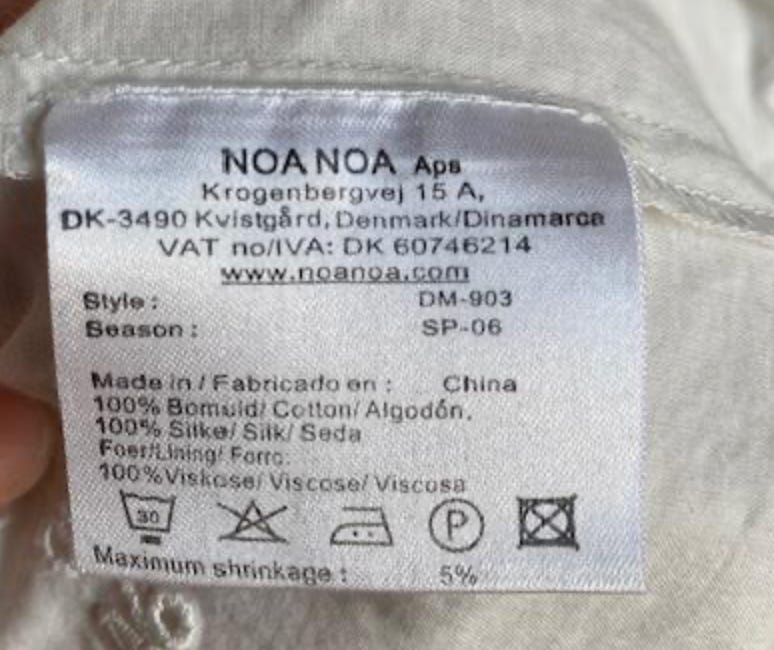 NOA NOA Aps
Krogenbergvej 15 A,
DK-3490 Kvistgård, Denmark/Dinamarca
VAT no/IVA: DK 60746214
www.noanoa.com
Style : DM-903
Season : SP-06
Made in / Fabricado en : China
100% Bomuld/ Cotton/ Algodón,
100% Silke/ Silk/ Seda
Foer/Lining/ Forro:
100% Viskose/ Viscose/ Viscosa
30 P
Maximum shrinkage : 5%